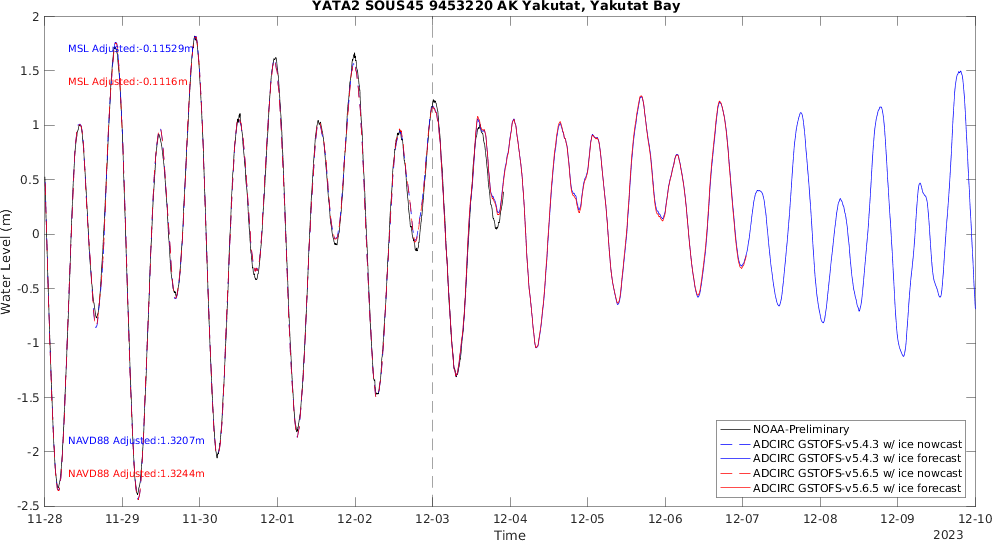 YATA2 SOUS45 9453220 AK Yakutat, Yakutat Bay
2
1.5
1
0.5
0
-0.5
-1
-1.5
-2
-2.5
Water Level (m)
MSL Adjusted:-0.11529m
MSL Adjusted:-0.1116m
NAVD88 Adjusted:1.3207m
NAVD88 Adjusted:1.3244m
NOAA-Preliminary
ADCIRC GSTOFS-v5.4.3 w/ ice nowcast
ADCIRC GSTOFS-v5.4.3 w/ ice forecast
ADCIRC GSTOFS-v5.6.5 w/ ice nowcast
ADCIRC GSTOFS-v5.6.5 w/ ice forecast
11-28 11-29 11-30 12-01 12-02 12-03 12-04 12-05 12-06 12-07 12-08 12-09 12-10
Time
2023